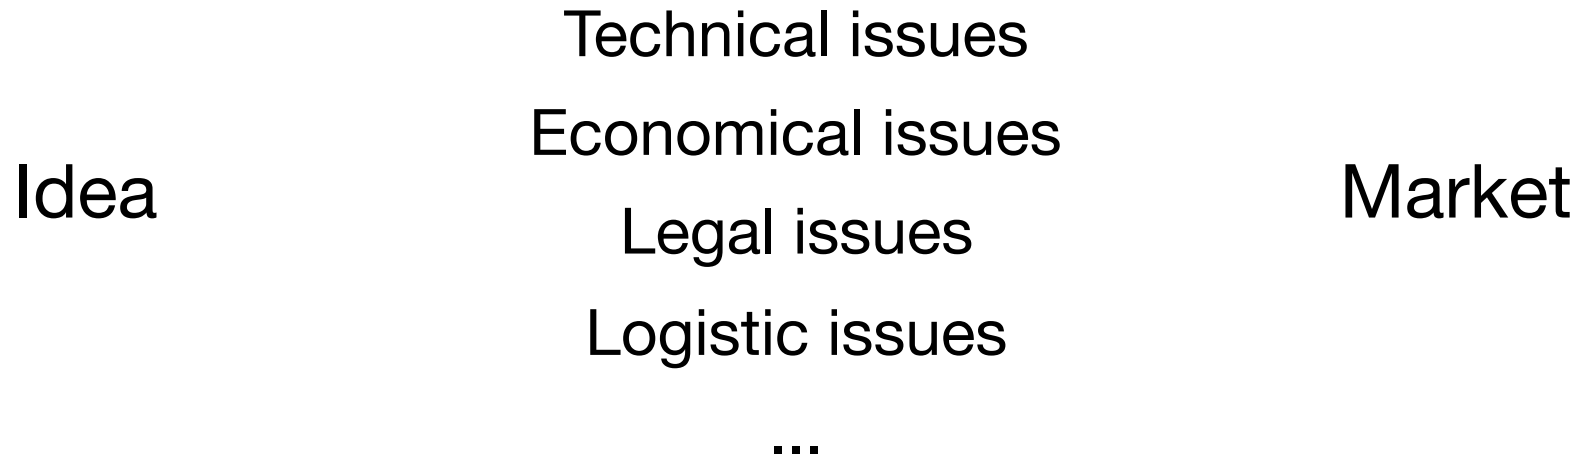 Technical issues
Economical issues
Idea
Market
Legal issues
Logistic issues
...